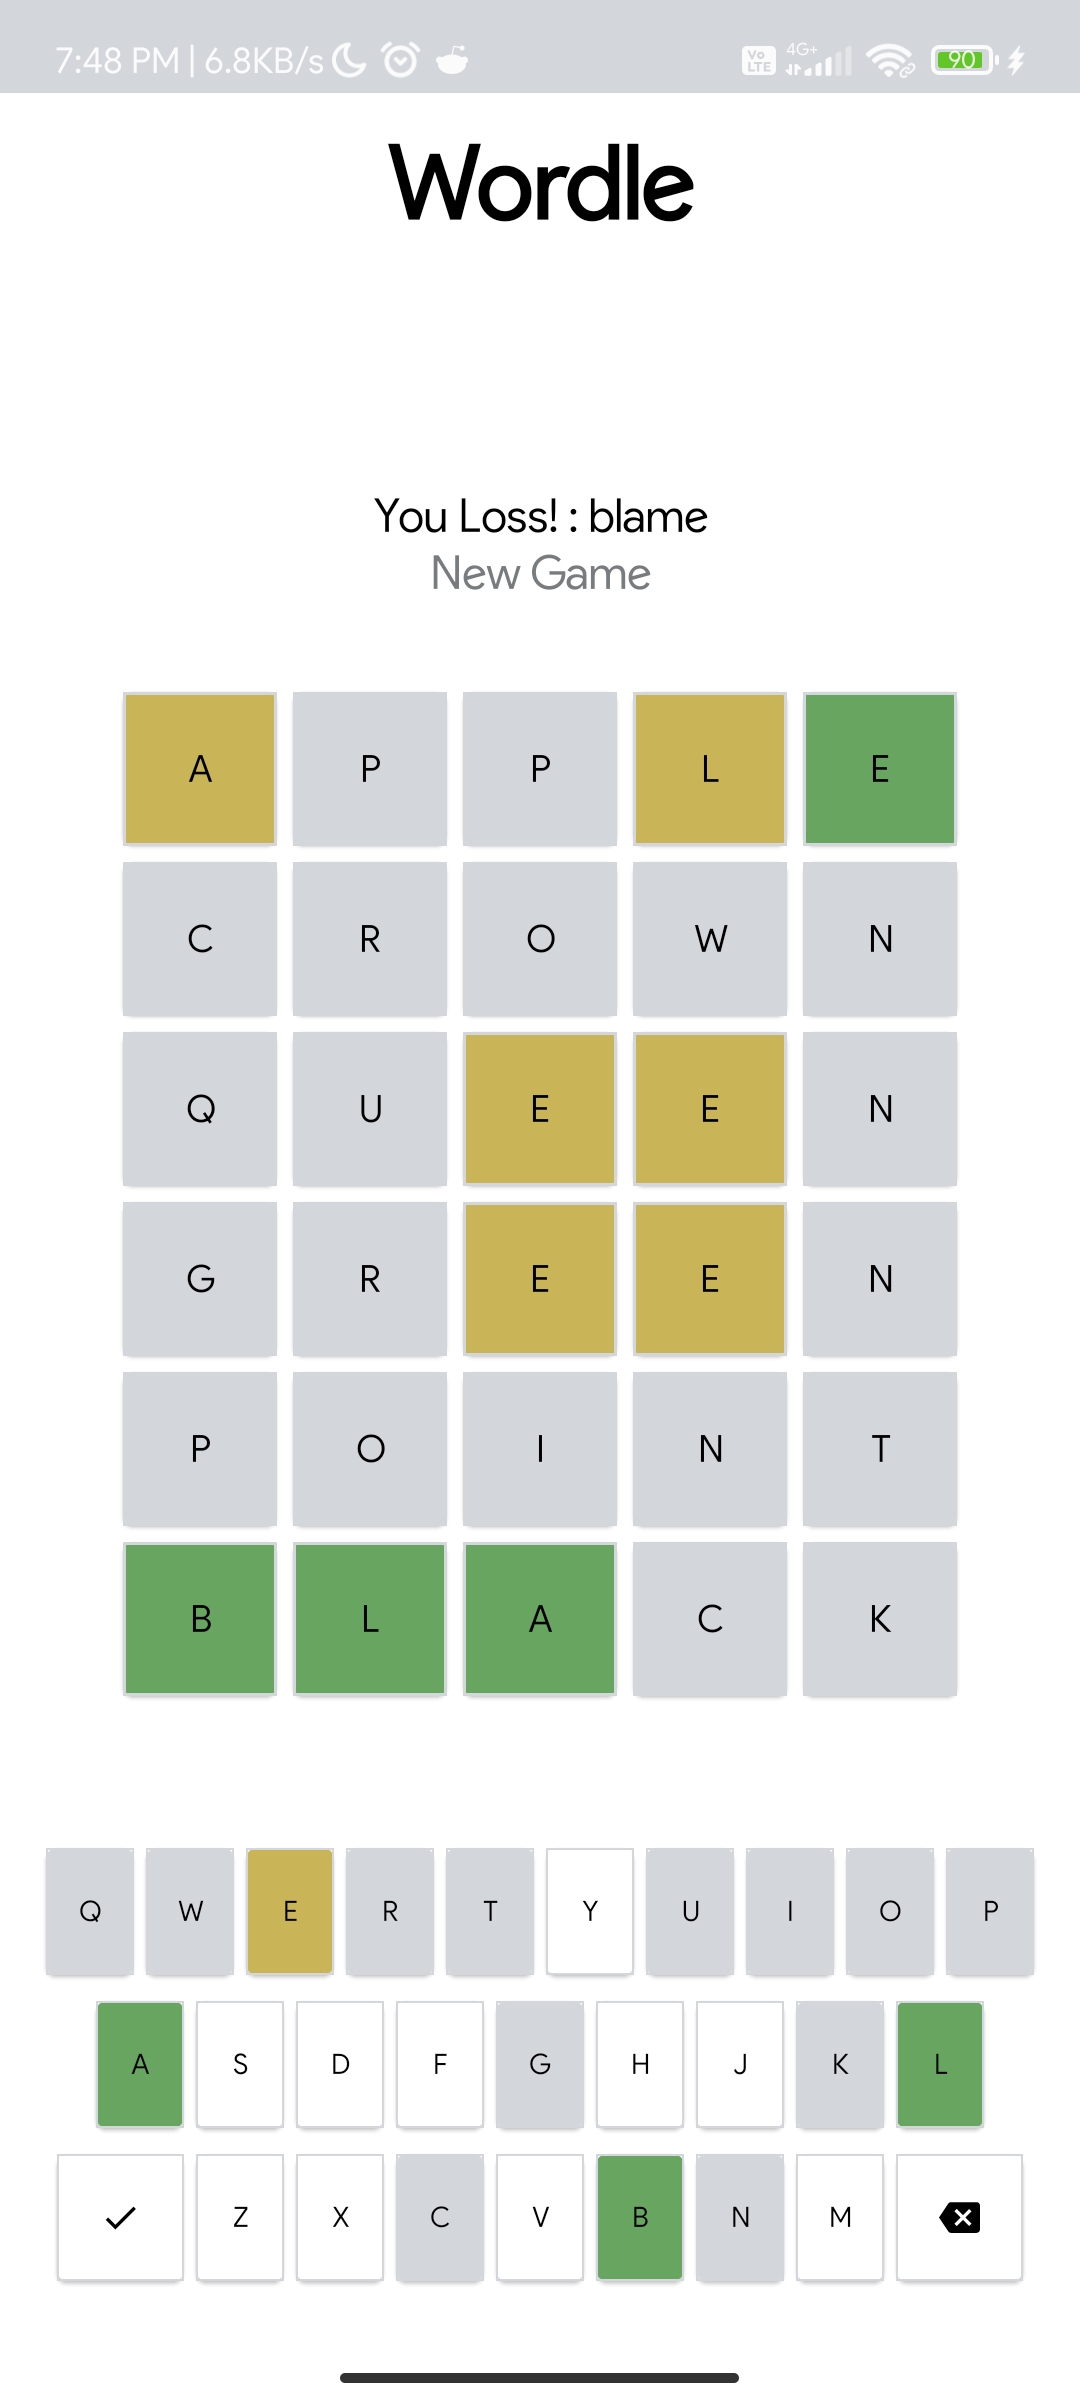 7:48 PM | 6.8KB/s Vo LTE 4G+ 90
Wordle
You Loss! : blame
New Game
A P P L E
C R O W N
Q U E E N
G R E E N
P O I N T
B L A C K
Q W E R T Y U I O P
A S D F G H J K L
Z X C V B N M